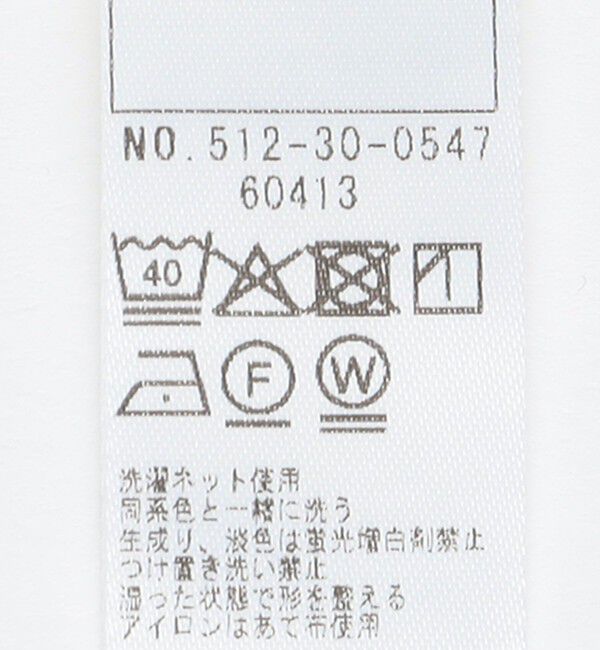 NO.512-30-0547
60413
40
F W
洗濯ネット使用
同系色と一緒に洗う
生成り、淡色は蛍光増白剤禁止
つけ置き洗い禁止
湿った状態で形を整える
アイロンはあて布使用